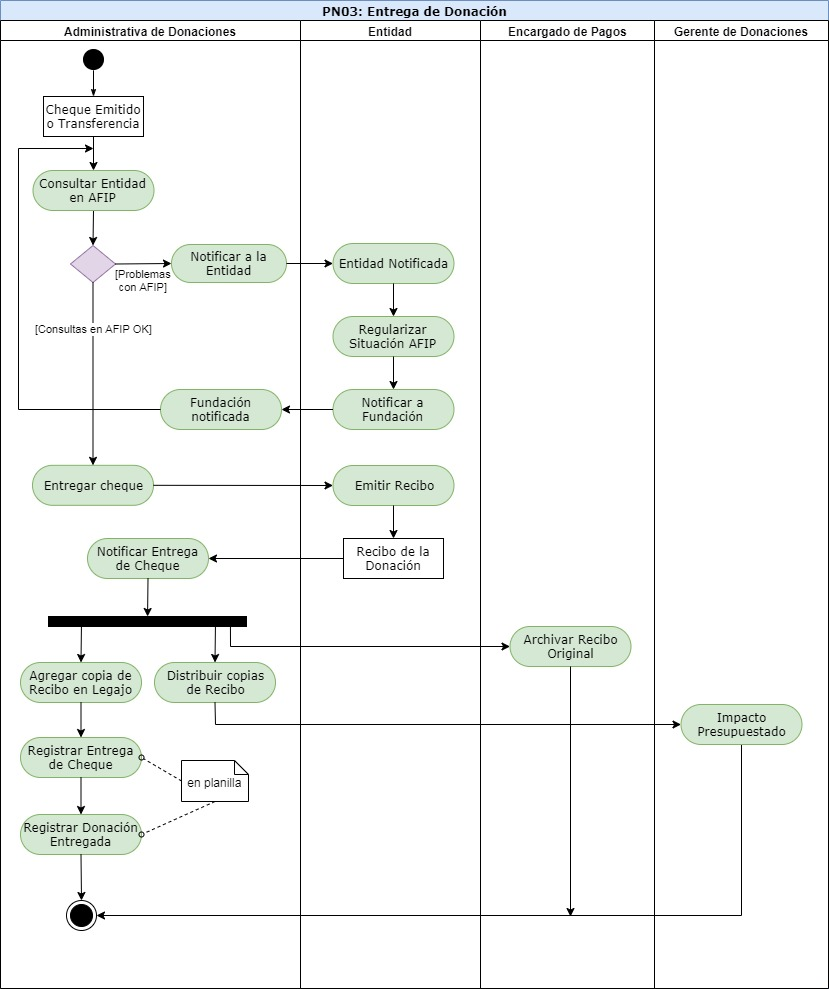 PN03: Entrega de Donación
Administrativa de Donaciones
Entidad
Encargado de Pagos
Gerente de Donaciones
Cheque Emitido
o Transferencia
Consultar Entidad
en AFIP
Notificar a la
Entidad
[Problemas
con AFIP]
Entidad Notificada
[Consultas en AFIP OK]
Regularizar
Situación AFIP
Fundación
notificada
Notificar a
Fundación
Entregar cheque
Emitir Recibo
Notificar Entrega
de Cheque
Recibo de la
Donación
Archivar Recibo
Original
Agregar copia de
Recibo en Legajo
Distribuir copias
de Recibo
Impacto
Presupuestado
Registrar Entrega
de Cheque
en planilla
Registrar Donación
Entregada